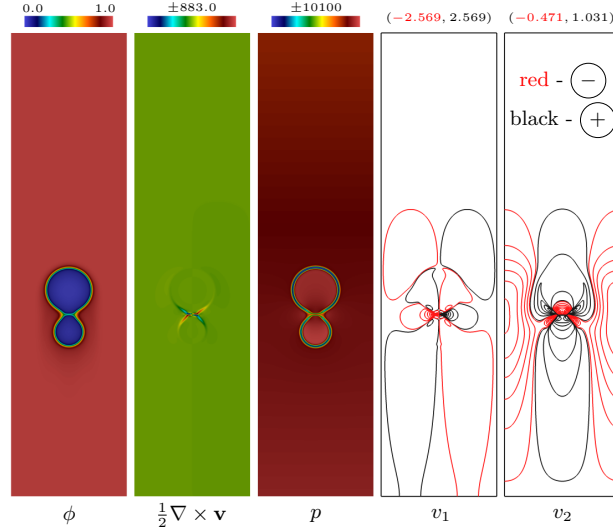 0.0 1.0 ±883.0 ±10100 (−2.569, 2.569) (−0.471, 1.031)
red - −
black - +
ϕ ½∇ × v p v₁ v₂